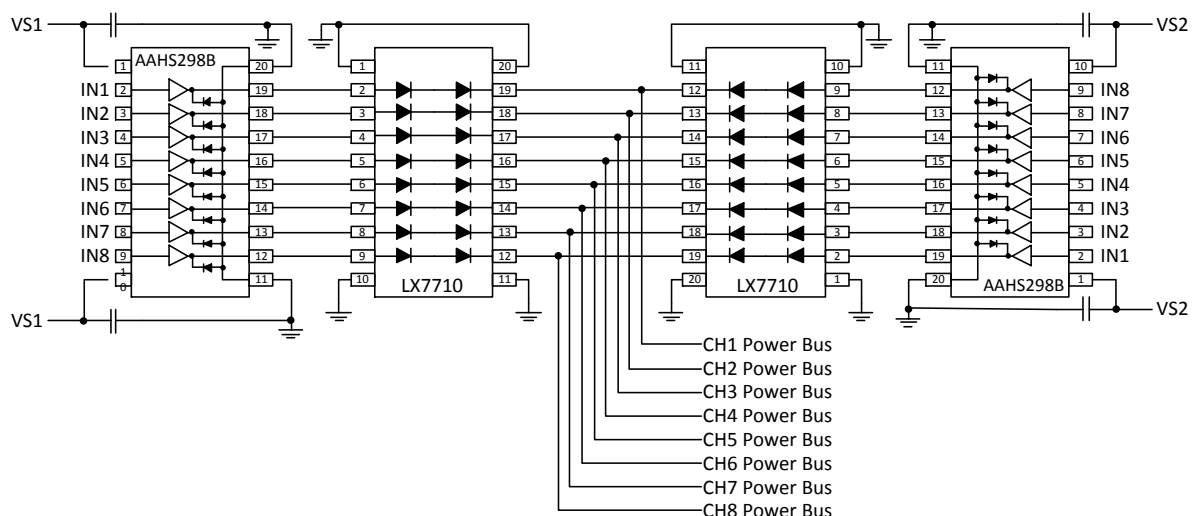 VS1 VS2
AAHS298B
1 20 1 20 11 10 11 10
IN1 2 19 2 19 12 9 12 9 IN8
IN2 3 18 3 18 13 8 13 8 IN7
IN3 4 17 4 17 14 7 14 7 IN6
IN4 5 16 5 16 15 6 15 6 IN5
IN5 6 15 6 15 16 5 16 5 IN4
IN6 7 14 7 14 17 4 17 4 IN3
IN7 8 13 8 13 18 3 18 3 IN2
IN8 9 12 9 12 19 2 19 2 IN1
10 11 10 11 20 1 20 1
LX7710 LX7710 AAHS298B
VS1 VS2
CH1 Power Bus
CH2 Power Bus
CH3 Power Bus
CH4 Power Bus
CH5 Power Bus
CH6 Power Bus
CH7 Power Bus
CH8 Power Bus